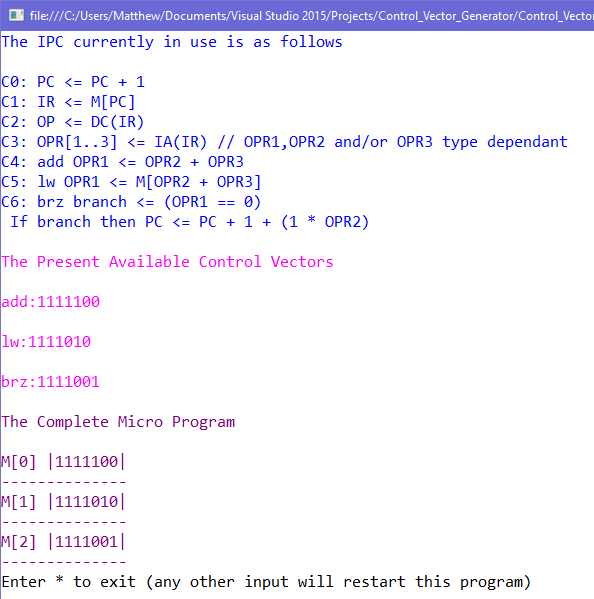 file:///C:/Users/Matthew/Documents/Visual Studio 2015/Projects/Control_Vector_Generator/Control_Vector
The IPC currently in use is as follows
C0: PC <= PC + 1
C1: IR <= M[PC]
C2: OP <= DC(IR)
C3: OPR[1..3] <= IA(IR) // OPR1,OPR2 and/or OPR3 type dependant
C4: add OPR1 <= OPR2 + OPR3
C5: lw OPR1 <= M[OPR2 + OPR3]
C6: brz branch <= (OPR1 == 0)
If branch then PC <= PC + 1 + (1 * OPR2)
The Present Available Control Vectors
add:1111100
lw:1111010
brz:1111001
The Complete Micro Program
M[0] |1111100|
--------------
M[1] |1111010|
--------------
M[2] |1111001|
--------------
Enter * to exit (any other input will restart this program)